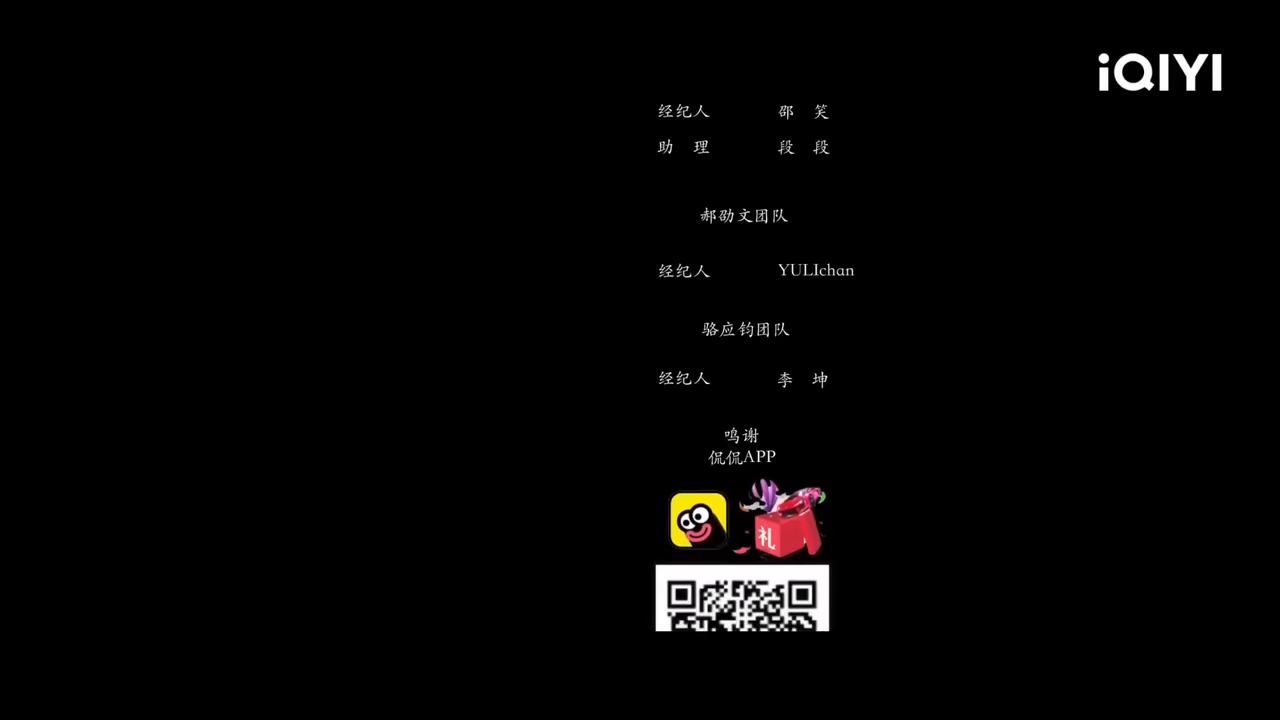 iQIYI
经纪人 邵 笑
助 理 段 段
郝劭文团队
经纪人 YULIchan
骆应钧团队
经纪人 李 坤
鸣谢
侃侃APP
礼